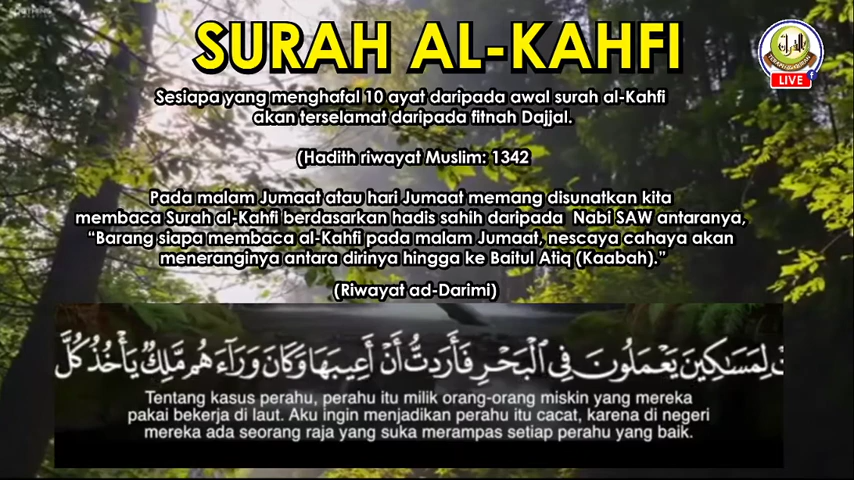 SURAH AL-KAHFI
LIVE
Sesiapa yang menghafal 10 ayat daripada awal surah al-Kahfi
akan terselamat daripada fitnah Dajjal.
(Hadith riwayat Muslim: 1342
Pada malam Jumaat atau hari Jumaat memang disunatkan kita
membaca Surah al-Kahfi berdasarkan hadis sahih daripada Nabi SAW antaranya,
“Barang siapa membaca al-Kahfi pada malam Jumaat, nescaya cahaya akan
meneranginya antara dirinya hingga ke Baitul Atiq (Kaabah).”
(Riwayat ad-Darimi)
لِمَسَاكِينَ يَعْمَلُونَ فِي الْبَحْرِ فَأَرَدتُّ أَنْ أَعِيبَهَا وَكَانَ وَرَآءَهُم مَّلِكٌ يَأْخُذُ كُلَّ
Tentang kasus perahu, perahu itu milik orang-orang miskin yang mereka
pakai bekerja di laut. Aku ingin menjadikan perahu itu cacat, karena di negeri
mereka ada seorang raja yang suka merampas setiap perahu yang baik.